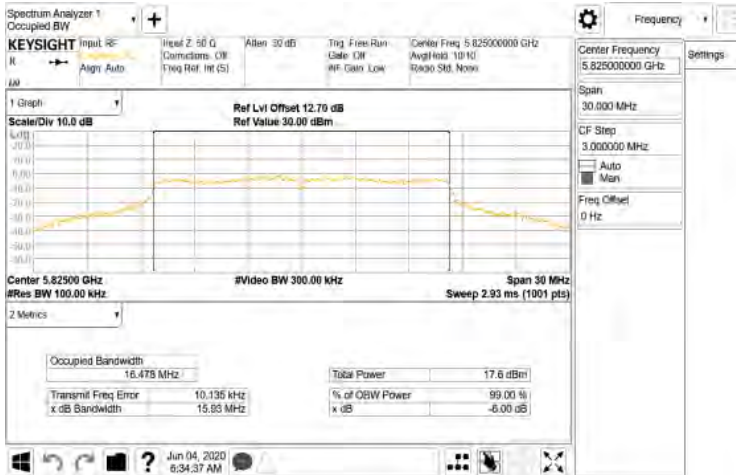 Spectrum Analyzer 1
Occupied BW
Frequency
KEYSIGHT
Input: RF
Align: Auto
Input Z: 50 Ω
Corrections: Off
Freq Ref: Int (S)
Atten: 30 dB
Trig: Free Run
Gate: Off
#IF Gain: Low
Center Freq: 5.825000000 GHz
Avg|Hold: 10/10
Radio Std: None
Center Frequency
5.825000000 GHz
Settings
Span
30.000 MHz
CF Step
3.000000 MHz
Auto
Man
Freq Offset
0 Hz
1 Graph
Scale/Div 10.0 dB
Ref Lvl Offset 12.70 dB
Ref Value 30.00 dBm
Center 5.82500 GHz
#Res BW 100.00 kHz
#Video BW 300.00 kHz
Span 30 MHz
Sweep 2.93 ms (1001 pts)
2 Metrics
Occupied Bandwidth
16.478 MHz
Total Power
17.6 dBm
Transmit Freq Error
10.135 kHz
% of OBW Power
99.00 %
x dB Bandwidth
15.93 MHz
x dB
-6.00 dB
?
Jun 04, 2020
6:34:37 AM